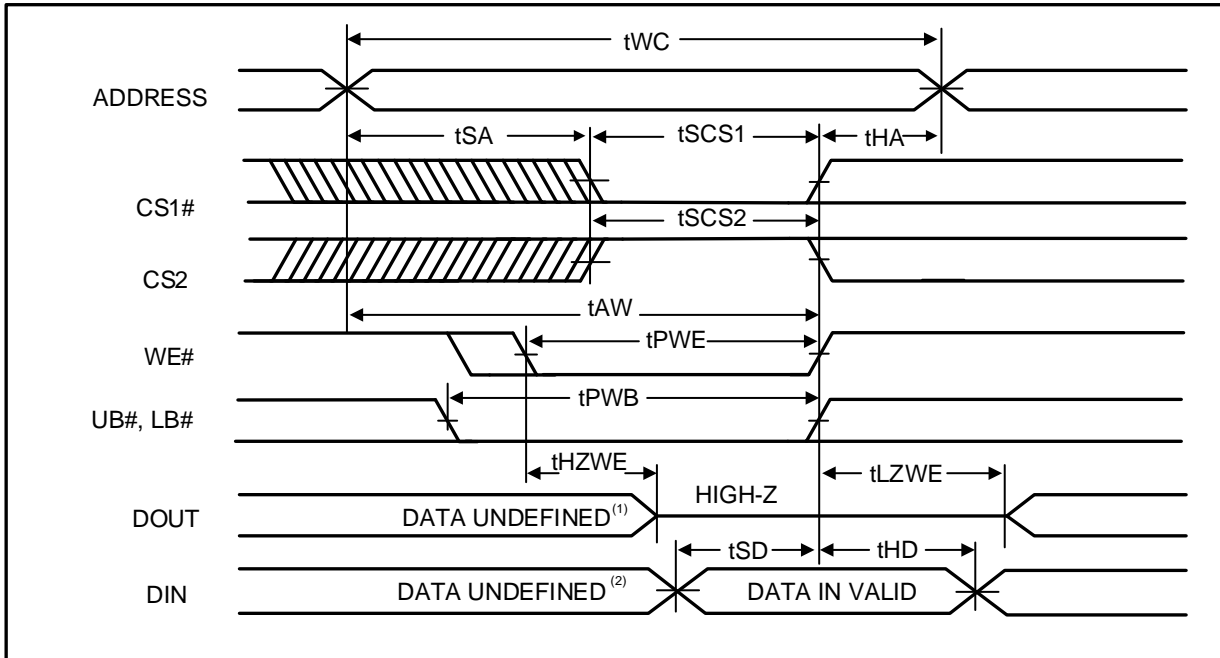 tWC
ADDRESS
tSA
tSCS1
tHA
CS1#
tSCS2
CS2
tAW
WE#
tPWE
UB#, LB#
tPWB
tHZWE
tLZWE
HIGH-Z
DOUT
DATA UNDEFINED(1)
tSD
tHD
DIN
DATA UNDEFINED(2)
DATA IN VALID